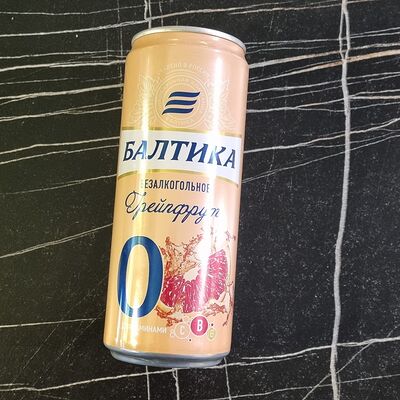 БАЛТИКА
БЕЗАЛКОГОЛЬНОЕ
Грейпфрут
0
C B